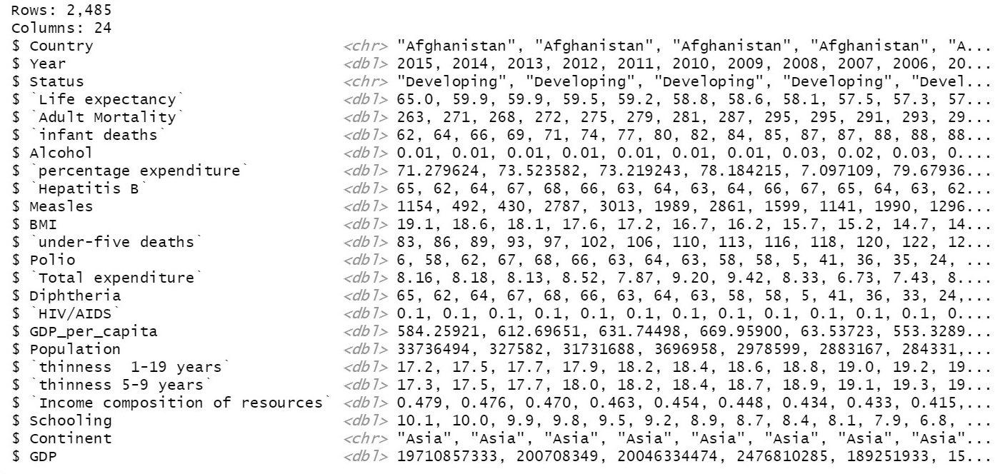 Rows: 2,485
Columns: 24
$ Country <chr> "Afghanistan", "Afghanistan", "Afghanistan", "Afghanistan", "A...
$ Year <dbl> 2015, 2014, 2013, 2012, 2011, 2010, 2009, 2008, 2007, 2006, 20...
$ Status <chr> "Developing", "Developing", "Developing", "Developing", "Devel...
$ `Life expectancy` <dbl> 65.0, 59.9, 59.9, 59.5, 59.2, 58.8, 58.6, 58.1, 57.5, 57.3, 57...
$ `Adult Mortality` <dbl> 263, 271, 268, 272, 275, 279, 281, 287, 295, 295, 291, 293, 29...
$ `infant deaths` <dbl> 62, 64, 66, 69, 71, 74, 77, 80, 82, 84, 85, 87, 87, 88, 88, 88...
$ Alcohol <dbl> 0.01, 0.01, 0.01, 0.01, 0.01, 0.01, 0.01, 0.03, 0.02, 0.03, 0....
$ `percentage expenditure` <dbl> 71.279624, 73.523582, 73.219243, 78.184215, 7.097109, 79.67936...
$ `Hepatitis B` <dbl> 65, 62, 64, 67, 68, 66, 63, 64, 63, 64, 66, 67, 65, 64, 63, 62...
$ Measles <dbl> 1154, 492, 430, 2787, 3013, 1989, 2861, 1599, 1141, 1990, 1296...
$ BMI <dbl> 19.1, 18.6, 18.1, 17.6, 17.2, 16.7, 16.2, 15.7, 15.2, 14.7, 14...
$ `under-five deaths` <dbl> 83, 86, 89, 93, 97, 102, 106, 110, 113, 116, 118, 120, 122, 12...
$ Polio <dbl> 6, 58, 62, 67, 68, 66, 63, 64, 63, 58, 58, 5, 41, 36, 35, 24, ...
$ `Total expenditure` <dbl> 8.16, 8.18, 8.13, 8.52, 7.87, 9.20, 9.42, 8.33, 6.73, 7.43, 8....
$ Diphtheria <dbl> 65, 62, 64, 67, 68, 66, 63, 64, 63, 58, 58, 5, 41, 36, 33, 24,...
$ `HIV/AIDS` <dbl> 0.1, 0.1, 0.1, 0.1, 0.1, 0.1, 0.1, 0.1, 0.1, 0.1, 0.1, 0.1, 0....
$ GDP_per_capita <dbl> 584.25921, 612.69651, 631.74498, 669.95900, 63.53723, 553.3289...
$ Population <dbl> 33736494, 327582, 31731688, 3696958, 2978599, 2883167, 284331,...
$ `thinness  1-19 years` <dbl> 17.2, 17.5, 17.7, 17.9, 18.2, 18.4, 18.6, 18.8, 19.0, 19.2, 19...
$ `thinness 5-9 years` <dbl> 17.3, 17.5, 17.7, 18.0, 18.2, 18.4, 18.7, 18.9, 19.1, 19.3, 19...
$ `Income composition of resources` <dbl> 0.479, 0.476, 0.470, 0.463, 0.454, 0.448, 0.434, 0.433, 0.415,...
$ Schooling <dbl> 10.1, 10.0, 9.9, 9.8, 9.5, 9.2, 8.9, 8.7, 8.4, 8.1, 7.9, 6.8, ...
$ Continent <chr> "Asia", "Asia", "Asia", "Asia", "Asia", "Asia", "Asia", "Asia"...
$ GDP <dbl> 19710857333, 200708349, 20046334474, 2476810285, 189251933, 15...